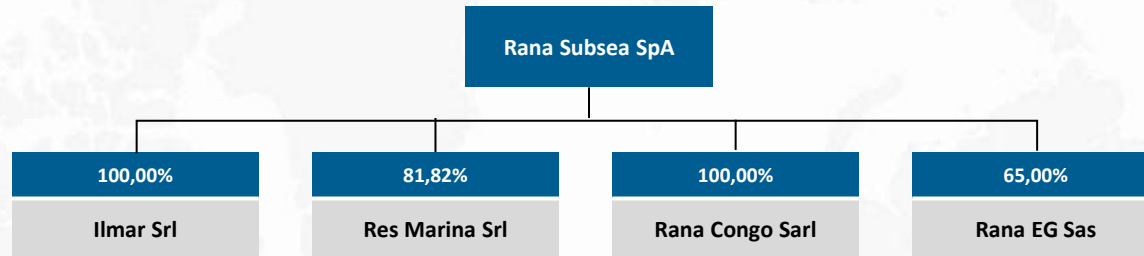 Rana Subsea SpA
100,00%
81,82%
100,00%
65,00%
Ilmar Srl
Res Marina Srl
Rana Congo Sarl
Rana EG Sas